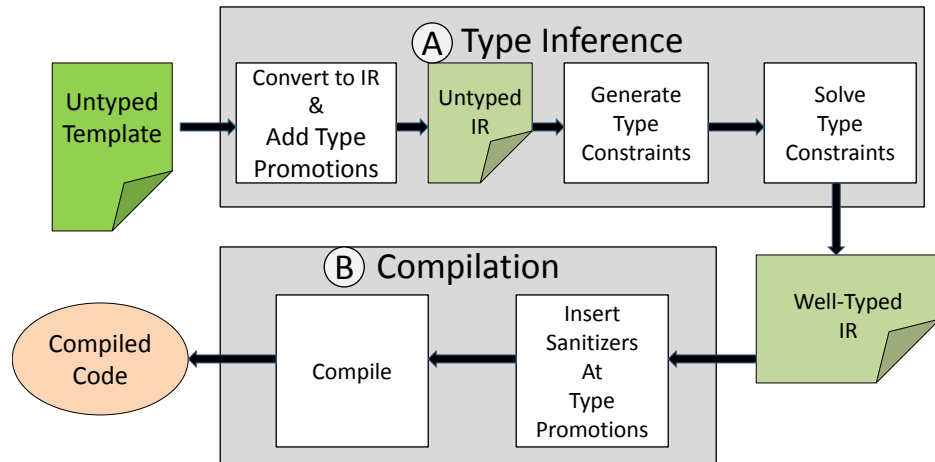 A Type Inference
Untyped
Template
Convert to IR
&
Add Type
Promotions
Untyped
IR
Generate
Type
Constraints
Solve
Type
Constraints
Well-Typed
IR
B Compilation
Insert
Sanitizers
At
Type
Promotions
Compile
Compiled
Code